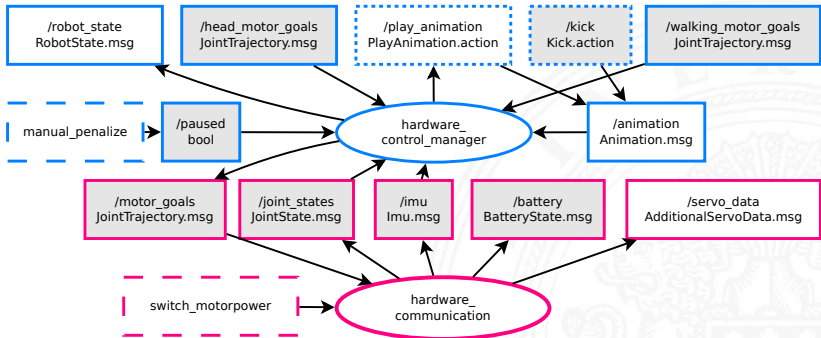 /robot_state
RobotState.msg
/head_motor_goals
JointTrajectory.msg
/play_animation
PlayAnimation.action
/kick
Kick.action
/walking_motor_goals
JointTrajectory.msg
manual_penalize
/paused
bool
hardware_
control_manager
/animation
Animation.msg
/motor_goals
JointTrajectory.msg
/joint_states
JointState.msg
/imu
Imu.msg
/battery
BatteryState.msg
/servo_data
AdditionalServoData.msg
switch_motorpower
hardware_
communication